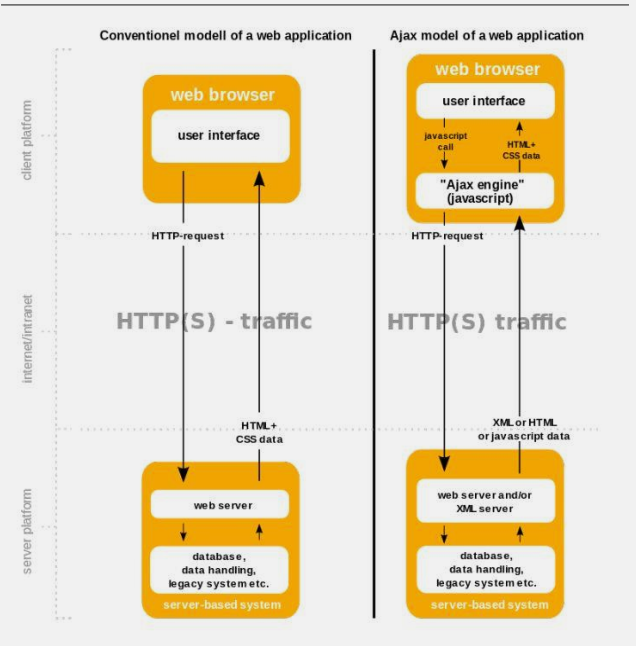 Conventionel modell of a web application
web browser
user interface
HTTP-request
HTTP(S) - traffic
HTML+
CSS data
web server
database,
data handling,
legacy system etc.
server-based system
Ajax model of a web application
web browser
user interface
javascript
call
HTML+
CSS data
"Ajax engine"
(javascript)
HTTP-request
HTTP(S) traffic
XML or HTML
or javascript data
web server and/or
XML server
database,
data handling,
legacy system etc.
server-based system
client platform
internet/intranet
server platform